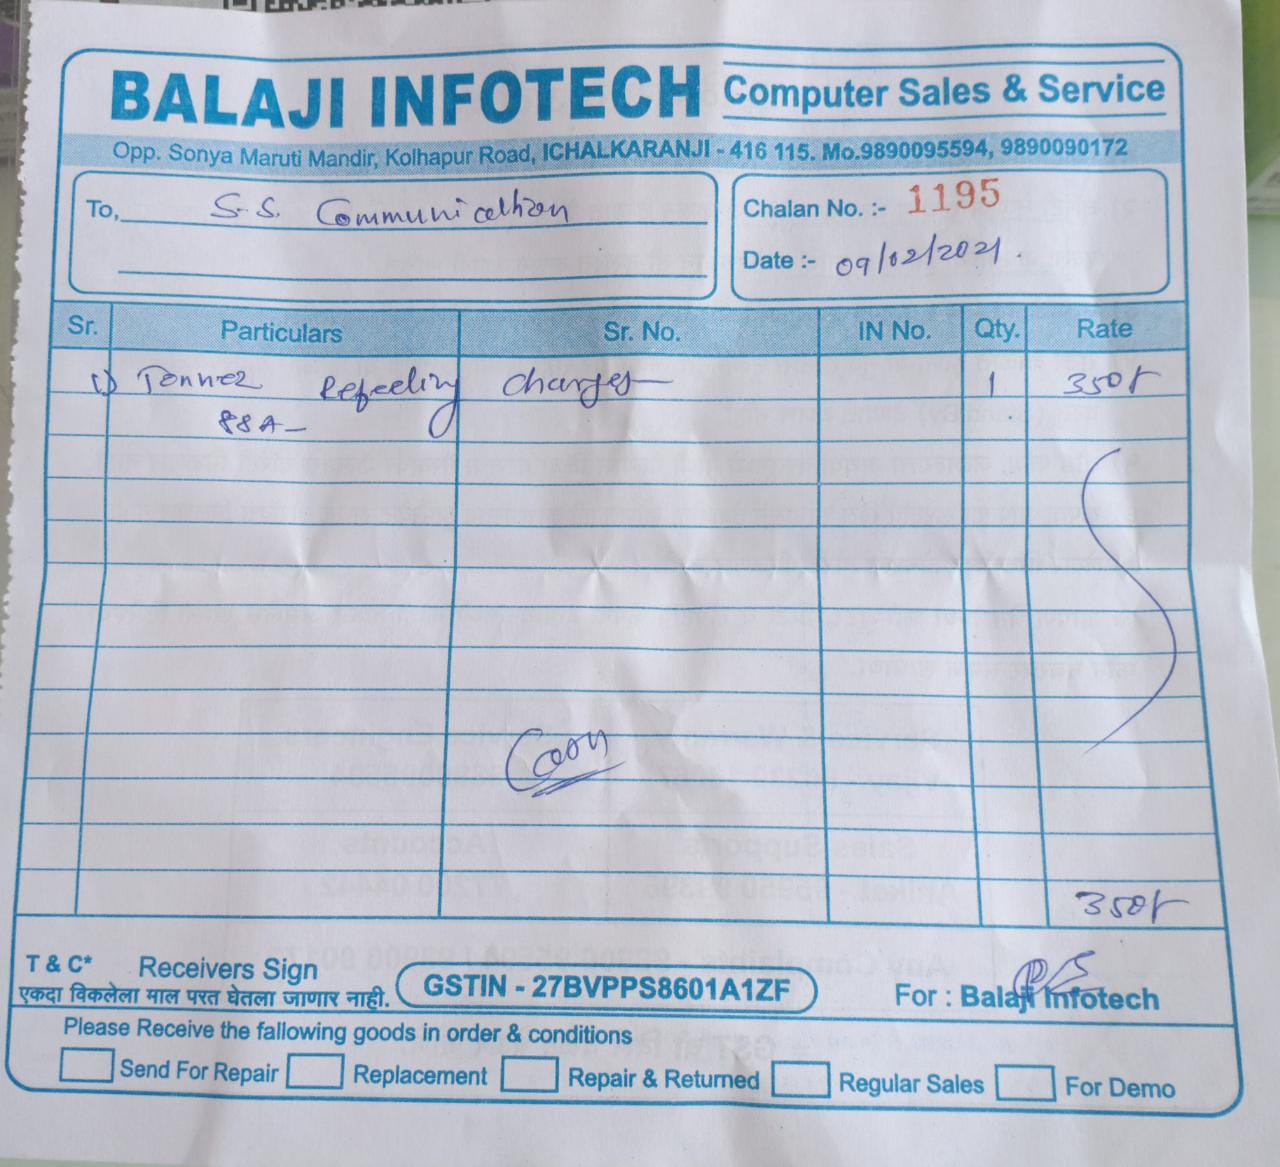 BALAJI INFOTECH Computer Sales & Service
Opp. Sonya Maruti Mandir, Kolhapur Road, ICHALKARANJI - 416 115. Mo.9890095594, 9890090172
To, S.S. Communication
Chalan No. :- 1195
Date :- 09/02/2021.
Sr. Particulars Sr. No. IN No. Qty. Rate
1) Tonner Refeeling Charges 1 350/-
88A-
Cash
350/-
T & C* Receivers Sign
एकदा विकलेला माल परत घेतला जाणार नाही.
GSTIN - 27BVPPS8601A1ZF
For : Balaji Infotech
Please Receive the fallowing goods in order & conditions
Send For Repair Replacement Repair & Returned Regular Sales For Demo